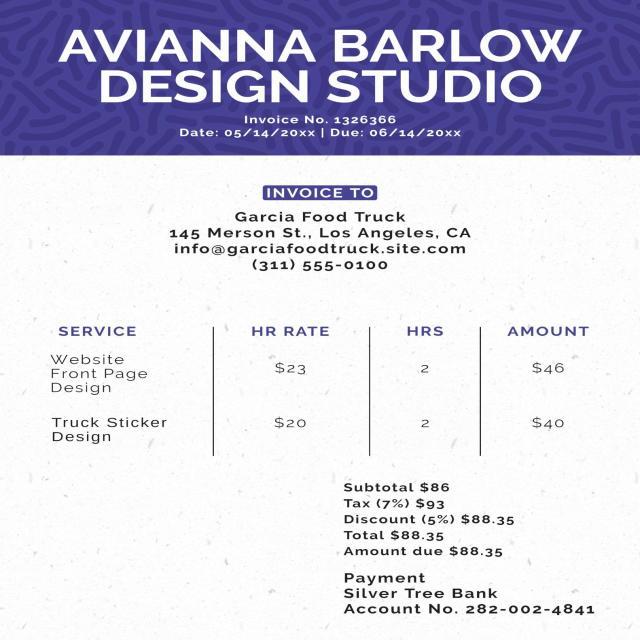 AVIANNA BARLOW
DESIGN STUDIO
Invoice No. 1326366
Date: 05/14/20xx | Due: 06/14/20xx
INVOICE TO
Garcia Food Truck
145 Merson St., Los Angeles, CA
info@garciafoodtruck.site.com
(311) 555-0100
SERVICE HR RATE HRS AMOUNT
Website
Front Page $23 2 $46
Design
Truck Sticker $20 2 $40
Design
Subtotal $86
Tax (7%) $93
Discount (5%) $88.35
Total $88.35
Amount due $88.35
Payment
Silver Tree Bank
Account No. 282-002-4841